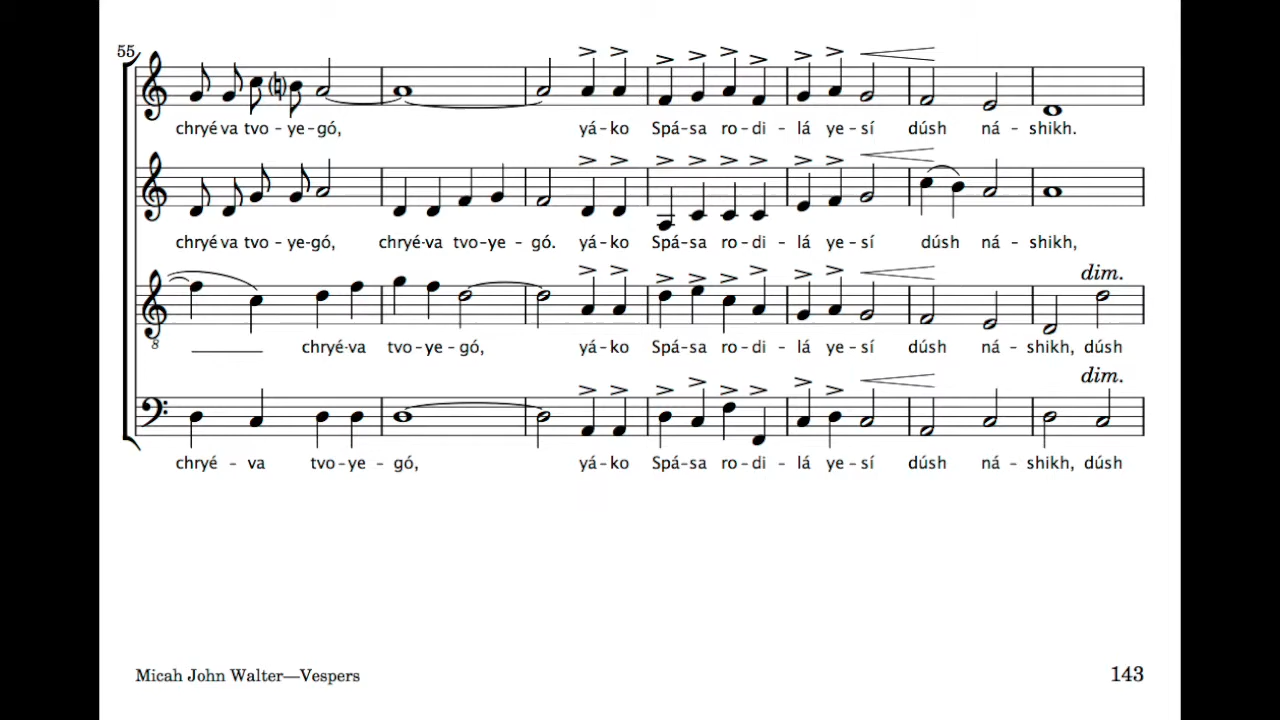 55
chryé va tvo - ye - gó, yá - ko Spá - sa ro - di - lá ye - sí dúsh ná - shikh.
chryé va tvo - ye - gó, chryé - va tvo - ye - gó. yá - ko Spá - sa ro - di - lá ye - sí dúsh ná - shikh,
dim.
8
chryé - va tvo - ye - gó, yá - ko Spá - sa ro - di - lá ye - sí dúsh ná - shikh, dúsh
dim.
chryé - va tvo - ye - gó, yá - ko Spá - sa ro - di - lá ye - sí dúsh ná - shikh, dúsh
Micah John Walter—Vespers 143